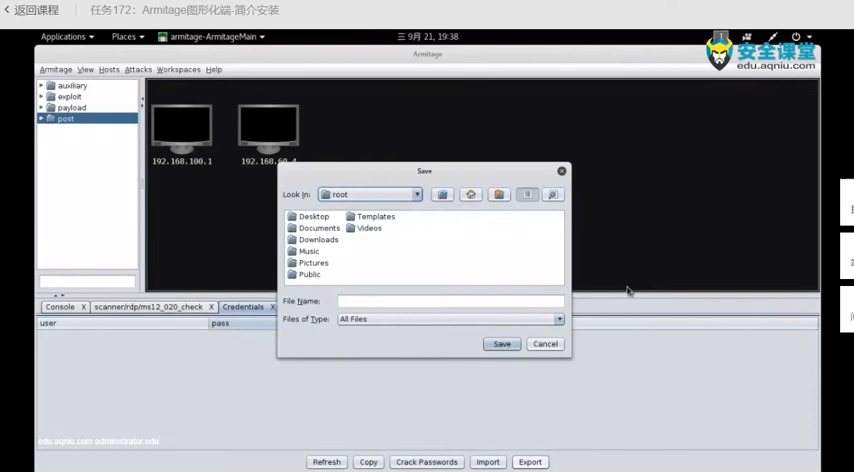 返回课程 任务172：Armitage图形化端-简介安装
Applications Places armitage-ArmitageMain 三 9月 21, 19:38
Armitage
安全课堂
edu.aqniu.com
Armitage View Hosts Attacks Workspaces Help
auxiliary
exploit
payload
post
192.168.100.1 192.168.60.4
Save
Look In: root
Desktop Templates
Documents Videos
Downloads
Music
Pictures
Public
File Name:
Files of Type: All Files
Save Cancel
Console X scanner/rdp/ms12_020_check X Credentials X
user pass
edu.aqniu.com administrator.edu
Refresh Copy Crack Passwords Import Export